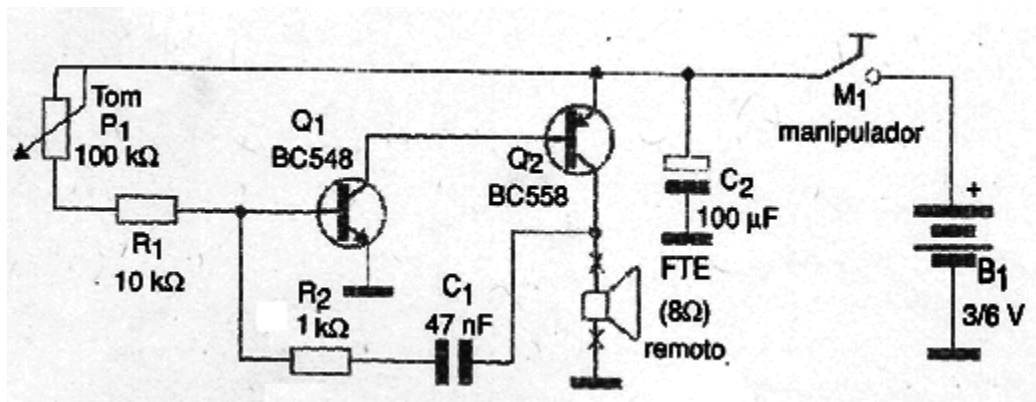 Tom
P1
100 kΩ
R1
10 kΩ
Q1
BC548
R2
1 kΩ
C1
47 nF
Q2
BC558
C2
100 µF
FTE
(8Ω)
remoto
M1
manipulador
+
B1
3/6 V